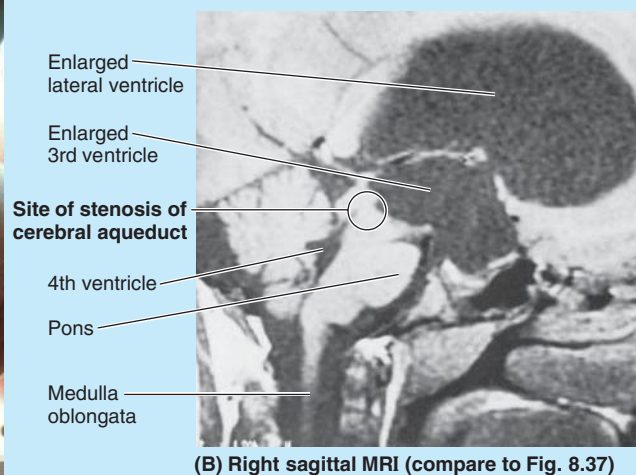 Enlarged
lateral ventricle
Enlarged
3rd ventricle
Site of stenosis of
cerebral aqueduct
4th ventricle
Pons
Medulla
oblongata
(B) Right sagittal MRI (compare to Fig. 8.37)